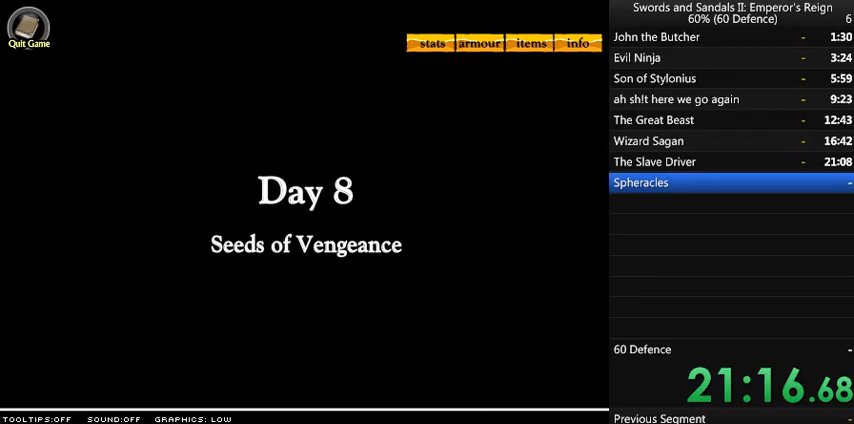 Quit Game
stats armour items info
Day 8
Seeds of Vengeance
TOOLTIPS:OFF SOUND:OFF GRAPHICS: LOW
Swords and Sandals II: Emperor's Reign
60% (60 Defence) 6
John the Butcher - 1:30
Evil Ninja - 3:24
Son of Stylonius - 5:59
ah sh!t here we go again - 9:23
The Great Beast - 12:43
Wizard Sagan - 16:42
The Slave Driver - 21:08
Spheracles -
60 Defence -
21:16.68
Previous Segment -